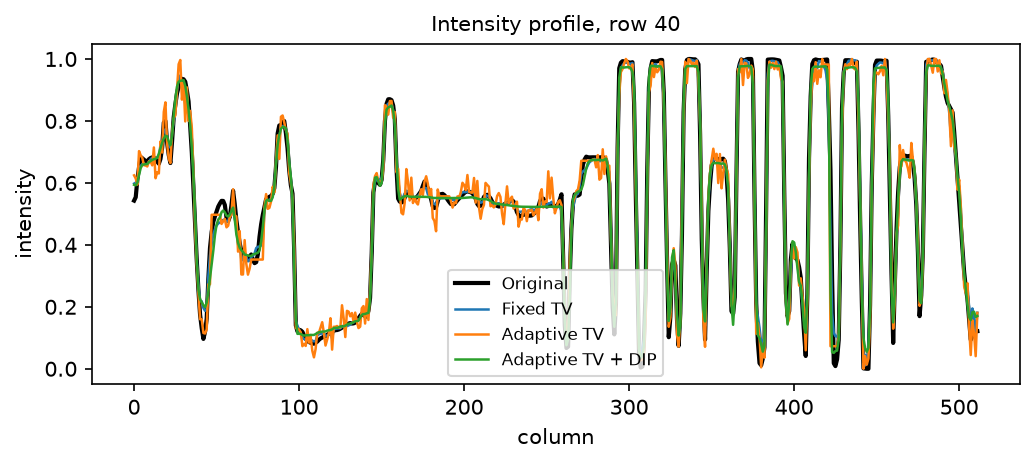 Intensity profile, row 40
1.0
0.8
0.6
0.4
0.2
0.0
intensity
Original
Fixed TV
Adaptive TV
Adaptive TV + DIP
0 100 200 300 400 500
column